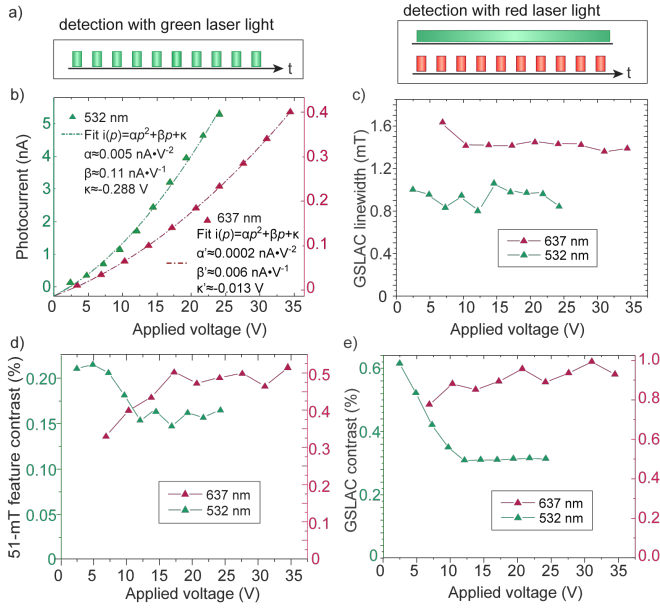 a)
detection with green laser light
t
detection with red laser light
t
b)
5
4
3
2
1
0
Photocurrent (nA)
532 nm
Fit i(p)=αp²+βp+κ
α≈0.005 nA•V⁻²
β≈0.11 nA•V⁻¹
κ≈-0.288 V
637 nm
Fit i(p)=αp²+βp+κ
α'≈0.0002 nA•V⁻²
β'≈0.006 nA•V⁻¹
κ'≈-0,013 V
0.4
0.3
0.2
0.1
0
0 5 10 15 20 25 30 35
Applied voltage (V)
c)
1.6
1.2
0.8
0.4
0
GSLAC linewidth (mT)
637 nm
532 nm
0 5 10 15 20 25 30 35
Applied voltage (V)
d)
0.20
0.15
0.10
0.05
0
51-mT feature contrast (%)
637 nm
532 nm
0.5
0.4
0.3
0.2
0.1
0
0 5 10 15 20 25 30 35
Applied voltage (V)
e)
0.6
0.4
0.2
0
GSLAC contrast (%)
637 nm
532 nm
1.0
0.8
0.6
0.4
0.2
0.0
0 5 10 15 20 25 30 35
Applied voltage (V)